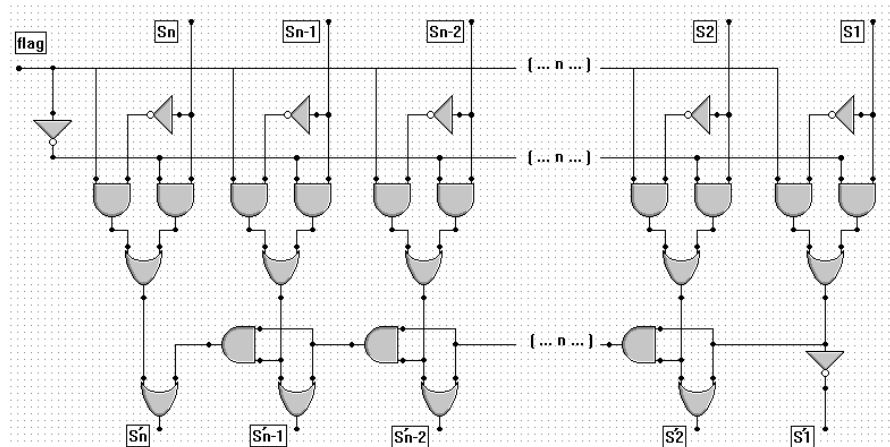 Sn Sn-1 Sn-2 S2 S1
flag
( ... n ... )
( ... n ... )
( ... n ... )
S'n S'n-1 S'n-2 S'2 S'1